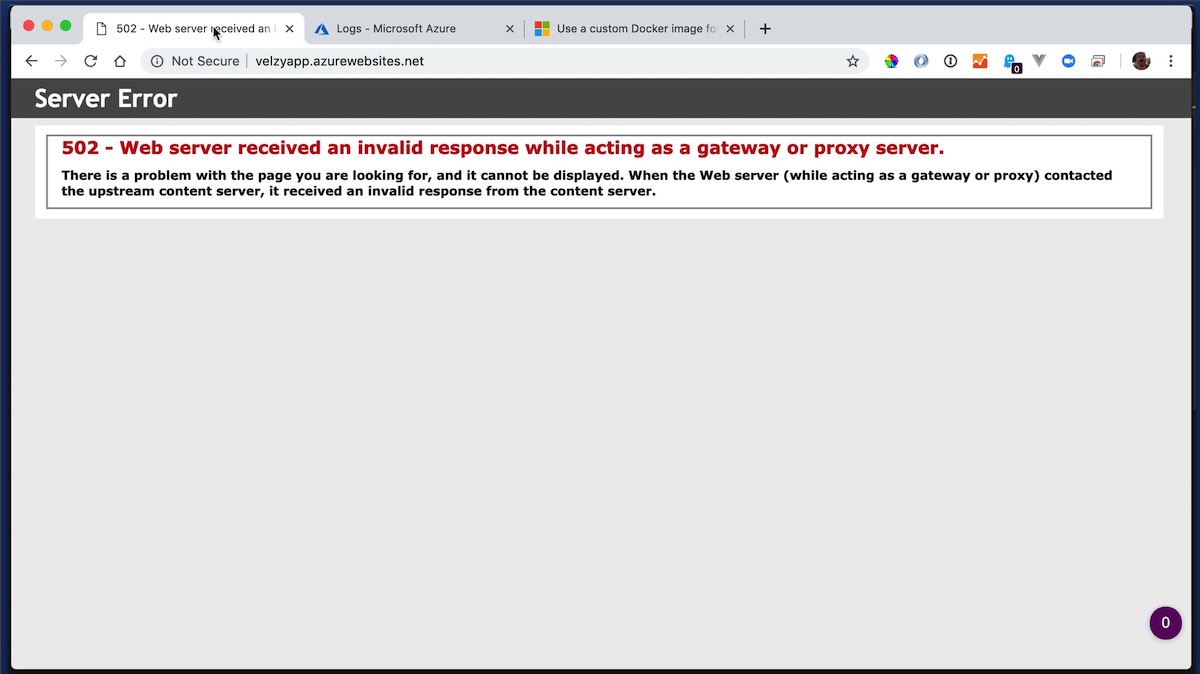 502 - Web server received an i
Logs - Microsoft Azure
Use a custom Docker image fo
Not Secure
velzyapp.azurewebsites.net
0
Server Error
502 - Web server received an invalid response while acting as a gateway or proxy server.
There is a problem with the page you are looking for, and it cannot be displayed. When the Web server (while acting as a gateway or proxy) contacted
the upstream content server, it received an invalid response from the content server.
0